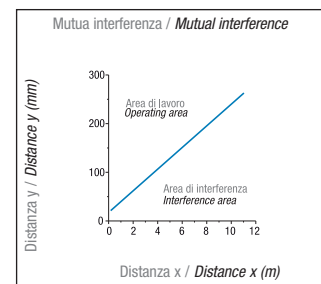 Mutua interferenza / Mutual interference
Distanza y / Distance y (mm)
300
200
100
0
Area di lavoro
Operating area
Area di interferenza
Interference area
0 2 4 6 8 10 12
Distanza x / Distance x (m)